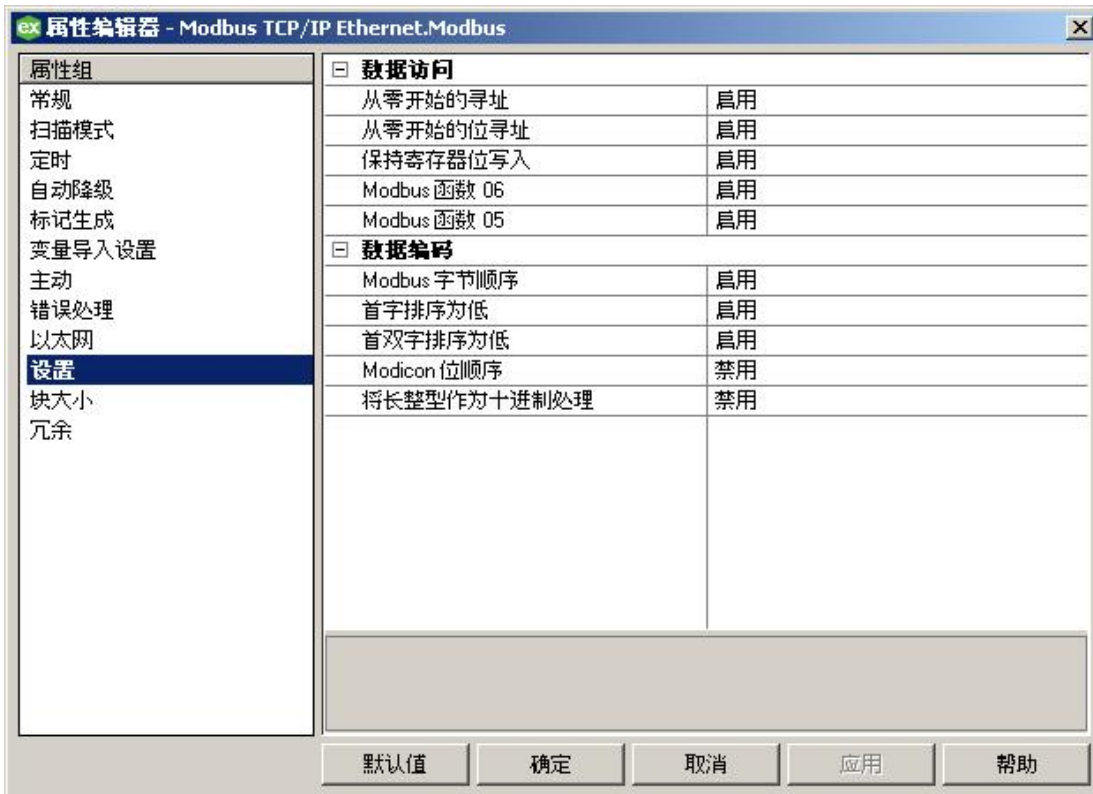 ex 属性编辑器 - Modbus TCP/IP Ethernet.Modbus
属性组
常规
扫描模式
定时
自动降级
标记生成
变量导入设置
主动
错误处理
以太网
设置
块大小
冗余
数据访问
从零开始的寻址 启用
从零开始的位寻址 启用
保持寄存器位写入 启用
Modbus 函数 06 启用
Modbus 函数 05 启用
数据编码
Modbus 字节顺序 启用
首字排序为低 启用
首双字排序为低 启用
Modicon 位顺序 禁用
将长整型作为十进制处理 禁用
默认值 确定 取消 应用 帮助